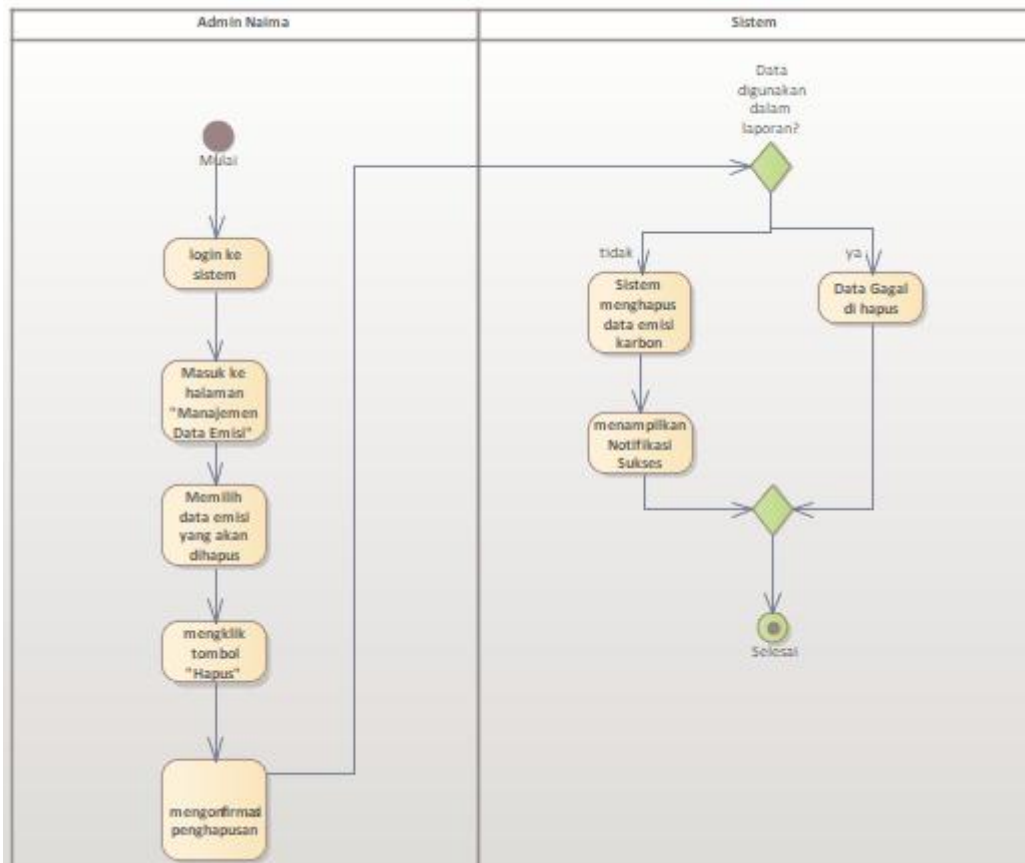 Admin Naima
Sistem
Mulai
login ke
sistem
Masuk ke
halaman
"Manajemen
Data Emisi"
Memilih
data emisi
yang akan
dihapus
mengklik
tombol
"Hapus"
mengonfirmasi
penghapusan
Data
digunakan
dalam
laporan?
tidak
ya
Sistem
menghapus
data emisi
karbon
Data Gagal
di hapus
menampilkan
Notifikasi
Sukses
Selesai